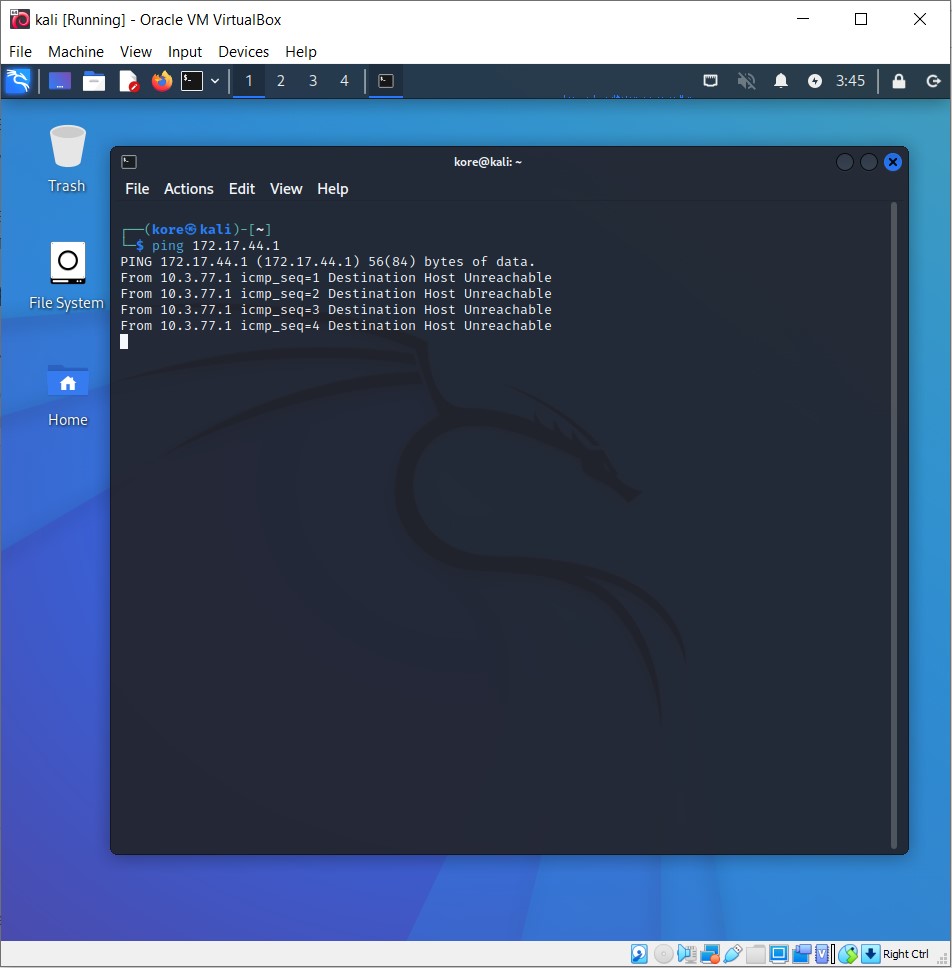 kali [Running] - Oracle VM VirtualBox
File Machine View Input Devices Help
1 2 3 4 3:45
Trash
File System
Home
kore@kali: ~
File Actions Edit View Help
┌──(kore㉿kali)-[~]
└─$ ping 172.17.44.1
PING 172.17.44.1 (172.17.44.1) 56(84) bytes of data.
From 10.3.77.1 icmp_seq=1 Destination Host Unreachable
From 10.3.77.1 icmp_seq=2 Destination Host Unreachable
From 10.3.77.1 icmp_seq=3 Destination Host Unreachable
From 10.3.77.1 icmp_seq=4 Destination Host Unreachable
Right Ctrl